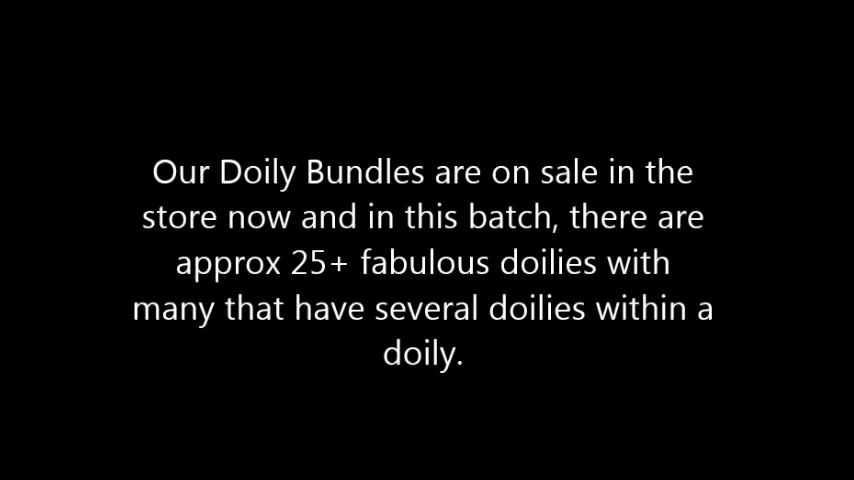 Our Doily Bundles are on sale in the
store now and in this batch, there are
approx 25+ fabulous doilies with
many that have several doilies within a
doily.